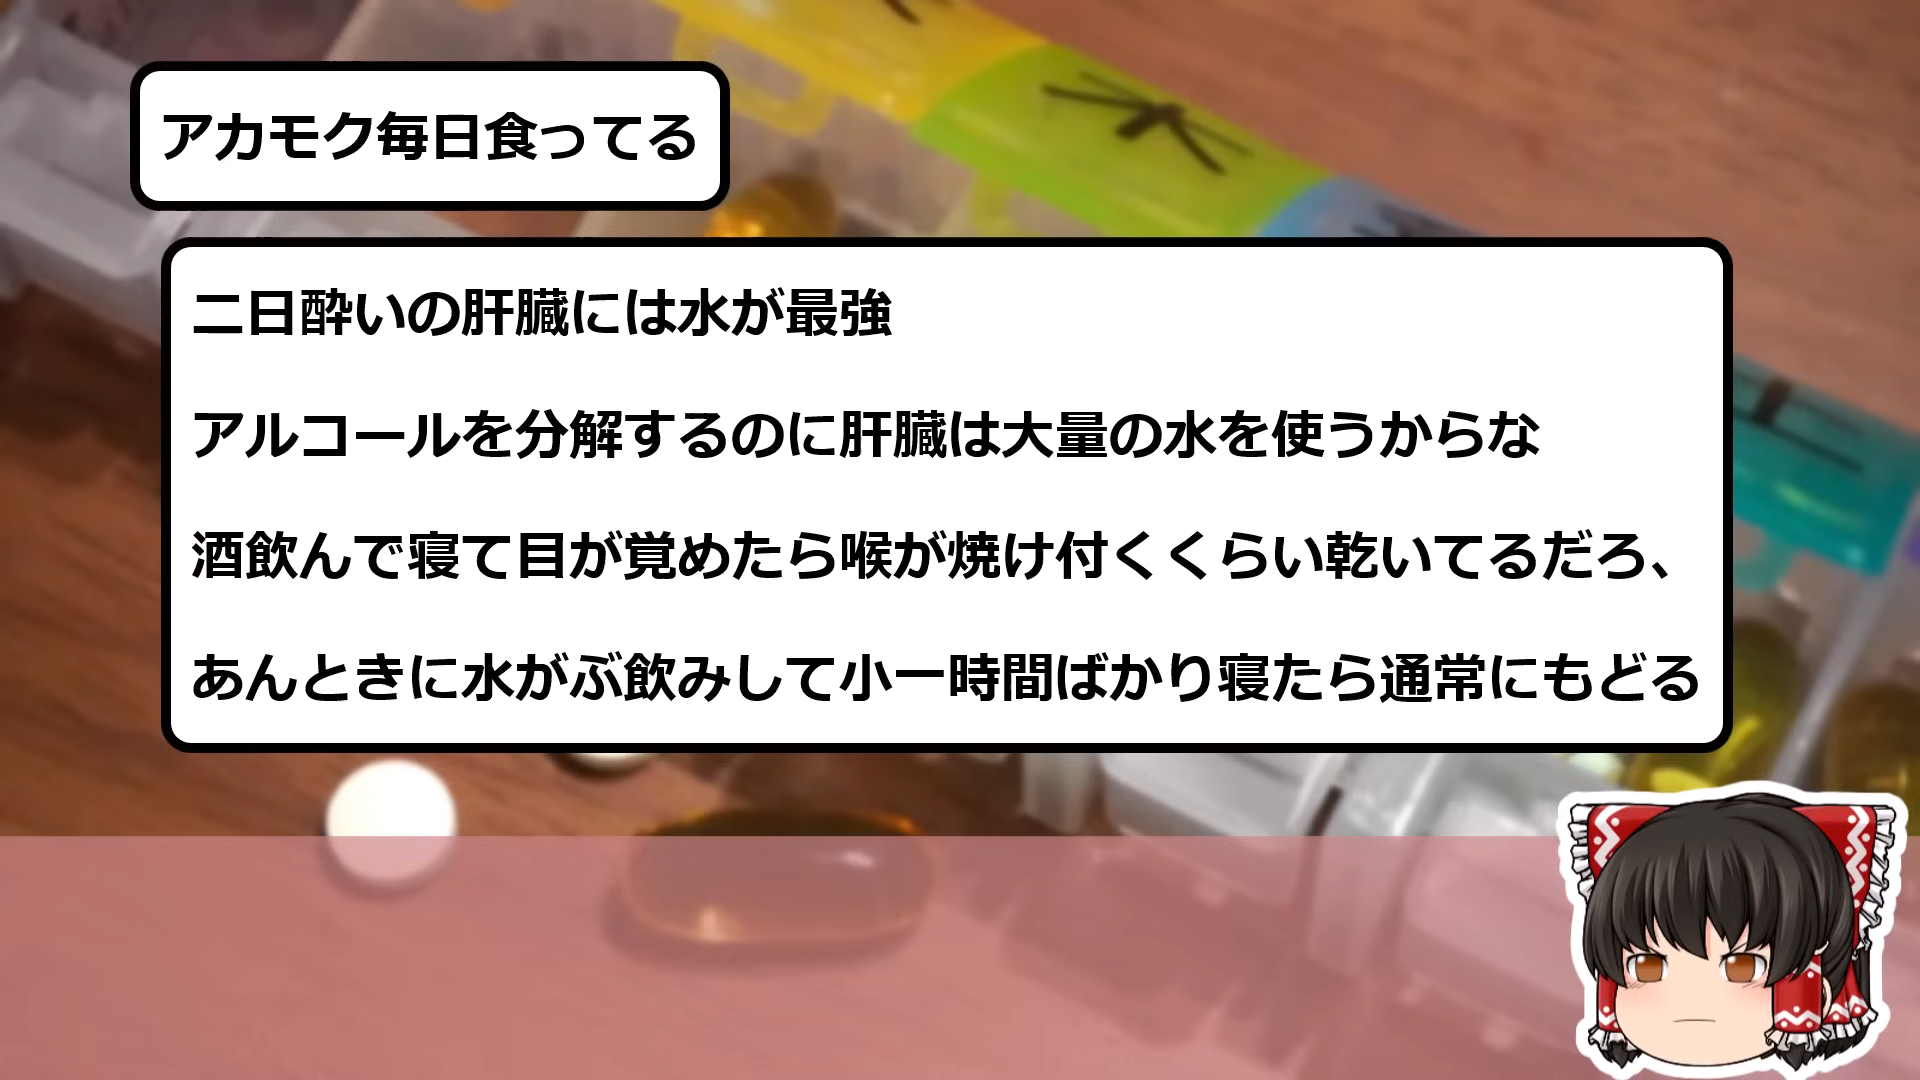 アカモク毎日食ってる
二日酔いの肝臓には水が最強
アルコールを分解するのに肝臓は大量の水を使うからな
酒飲んで寝て目が覚めたら喉が焼け付くくらい乾いてるだろ、
あんときに水がぶ飲みして小一時間ばかり寝たら通常にもどる